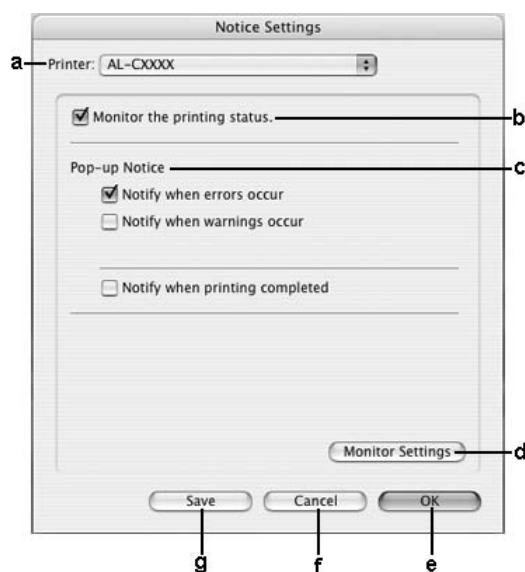 Notice Settings
a Printer: AL-CXXXX
Monitor the printing status. b
Pop-up Notice c
Notify when errors occur
Notify when warnings occur
Notify when printing completed
Monitor Settings d
Save Cancel OK
g f e